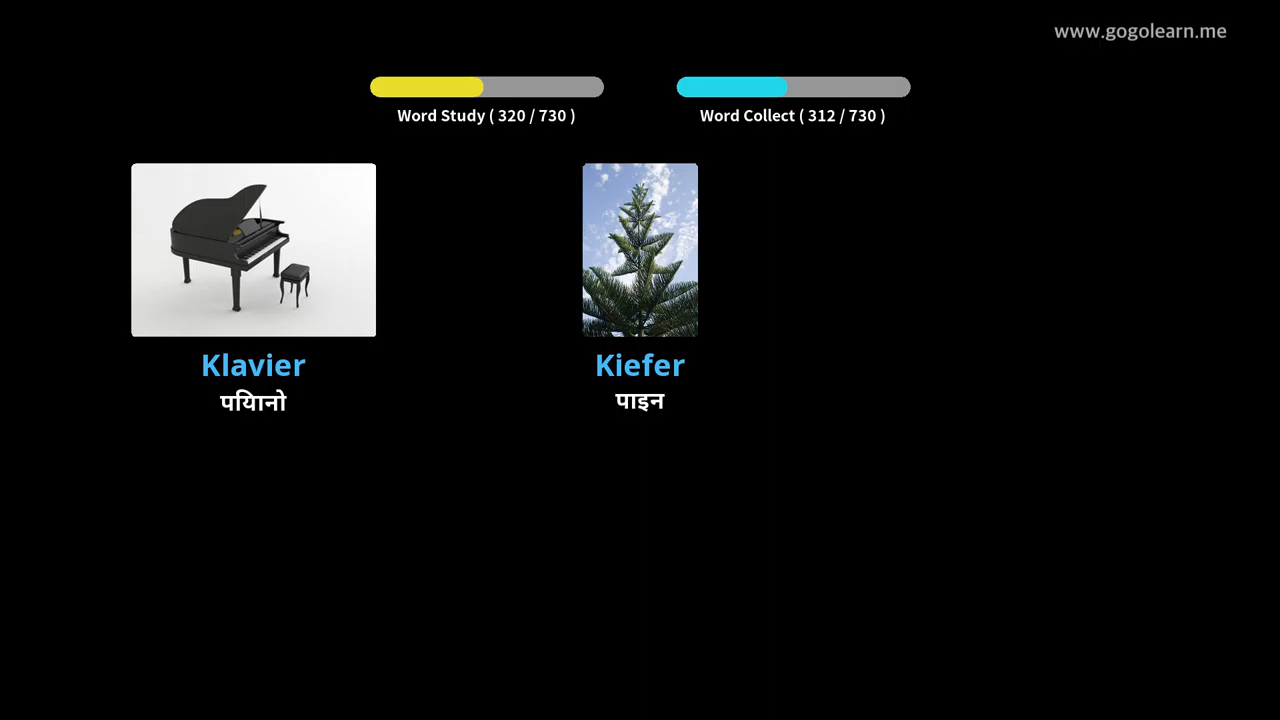 www.gogolearn.me
Word Study ( 320 / 730 )
Word Collect ( 312 / 730 )
Klavier
पियानो
Kiefer
पाइन